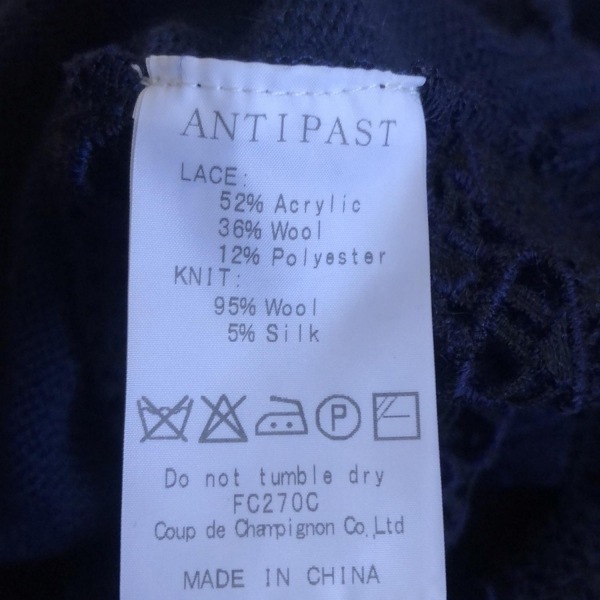 ANTIPAST
LACE:
52% Acrylic
36% Wool
12% Polyester
KNIT:
95% Wool
5% Silk
P
Do not tumble dry
FC270C
Coup de Champignon Co.,Ltd
MADE IN CHINA